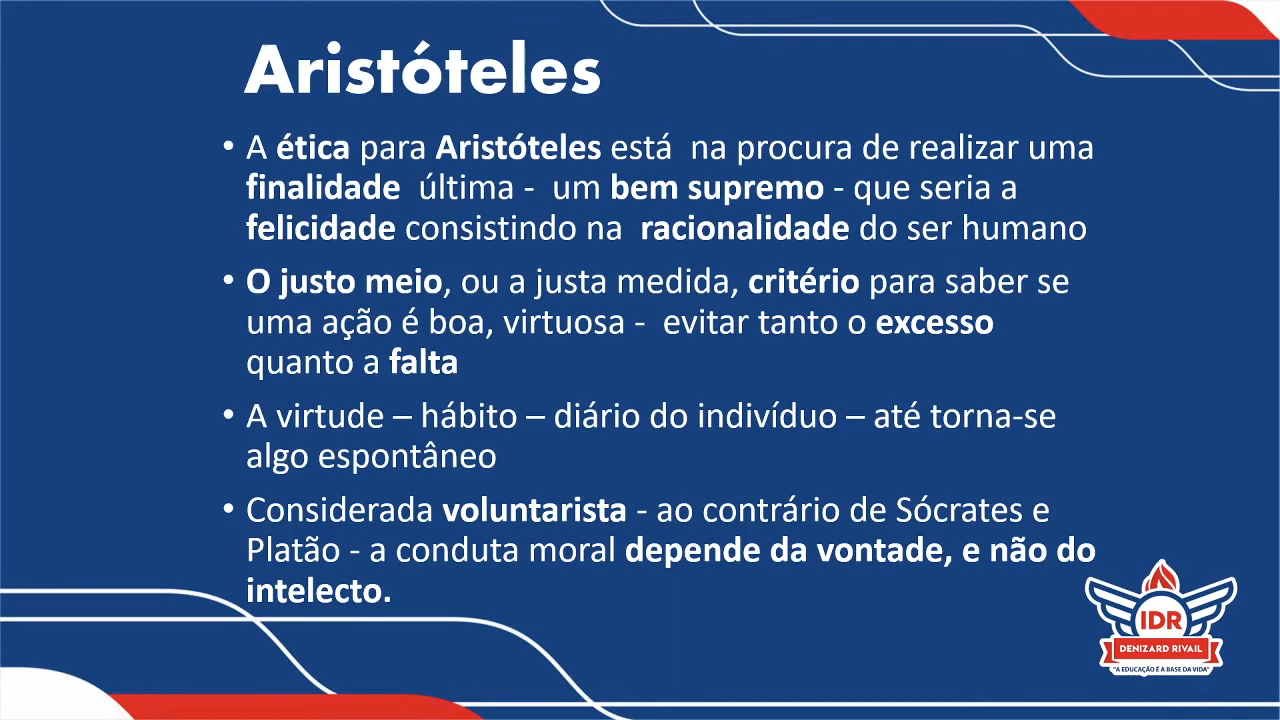 Aristóteles
• A ética para Aristóteles está na procura de realizar uma
finalidade última - um bem supremo - que seria a
felicidade consistindo na racionalidade do ser humano
• O justo meio, ou a justa medida, critério para saber se
uma ação é boa, virtuosa - evitar tanto o excesso
quanto a falta
• A virtude – hábito – diário do indivíduo – até torna-se
algo espontâneo
• Considerada voluntarista - ao contrário de Sócrates e
Platão - a conduta moral depende da vontade, e não do
intelecto.
IDR
DENIZARD RIVAIL
"A EDUCAÇÃO É A BASE DA VIDA"